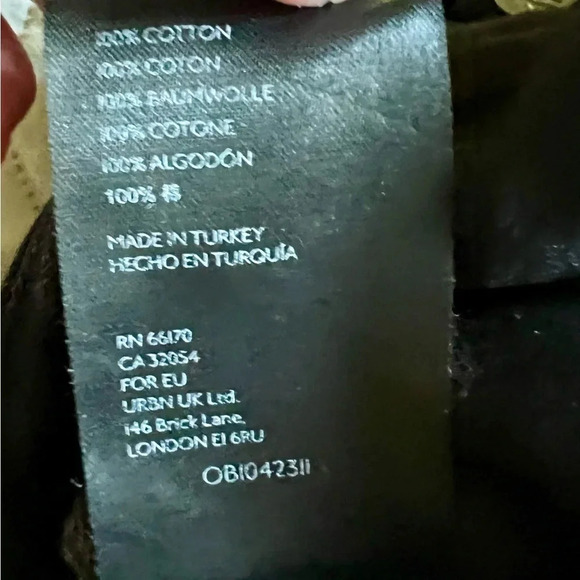 100% COTTON
100% COTON
100% BAUMWOLLE
100% COTONE
100% ALGODÓN
100% 棉
MADE IN TURKEY
HECHO EN TURQUÍA
RN 66170
CA 32054
FOR EU
URBN UK Ltd.
146 Brick Lane,
LONDON E1 6RU
OB1042311